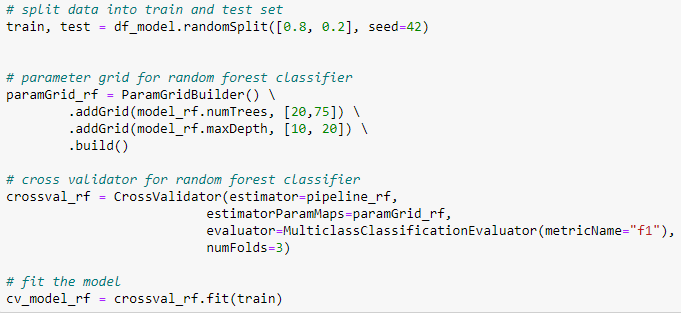 # split data into train and test set
train, test = df_model.randomSplit([0.8, 0.2], seed=42)
# parameter grid for random forest classifier
paramGrid_rf = ParamGridBuilder() \
.addGrid(model_rf.numTrees, [20,75]) \
.addGrid(model_rf.maxDepth, [10, 20]) \
.build()
# cross validator for random forest classifier
crossval_rf = CrossValidator(estimator=pipeline_rf,
estimatorParamMaps=paramGrid_rf,
evaluator=MulticlassClassificationEvaluator(metricName="f1"),
numFolds=3)
# fit the model
cv_model_rf = crossval_rf.fit(train)